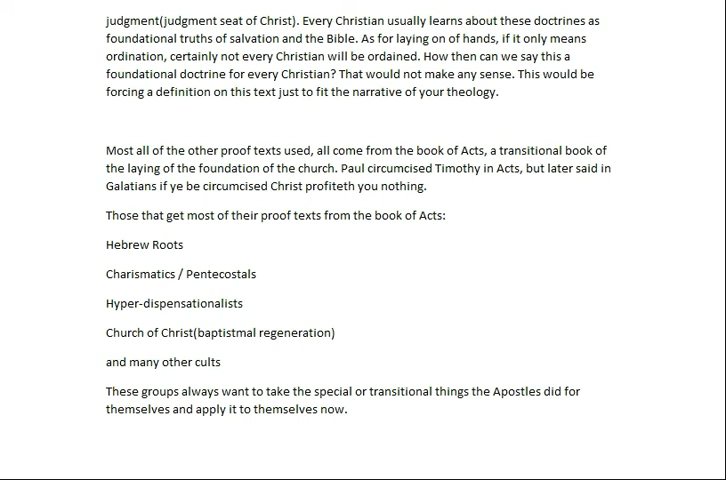 judgment(judgment seat of Christ). Every Christian usually learns about these doctrines as
foundational truths of salvation and the Bible. As for laying on of hands, if it only means
ordination, certainly not every Christian will be ordained. How then can we say this a
foundational doctrine for every Christian? That would not make any sense. This would be
forcing a definition on this text just to fit the narrative of your theology.
Most all of the other proof texts used, all come from the book of Acts, a transitional book of
the laying of the foundation of the church. Paul circumcised Timothy in Acts, but later said in
Galatians if ye be circumcised Christ profiteth you nothing.
Those that get most of their proof texts from the book of Acts:
Hebrew Roots
Charismatics / Pentecostals
Hyper-dispensationalists
Church of Christ(baptistmal regeneration)
and many other cults
These groups always want to take the special or transitional things the Apostles did for
themselves and apply it to themselves now.